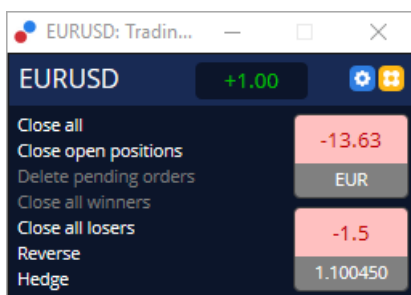 EURUSD: Tradin...
EURUSD +1.00
Close all
Close open positions
Delete pending orders
Close all winners
Close all losers
Reverse
Hedge
-13.63
EUR
-1.5
1.100450